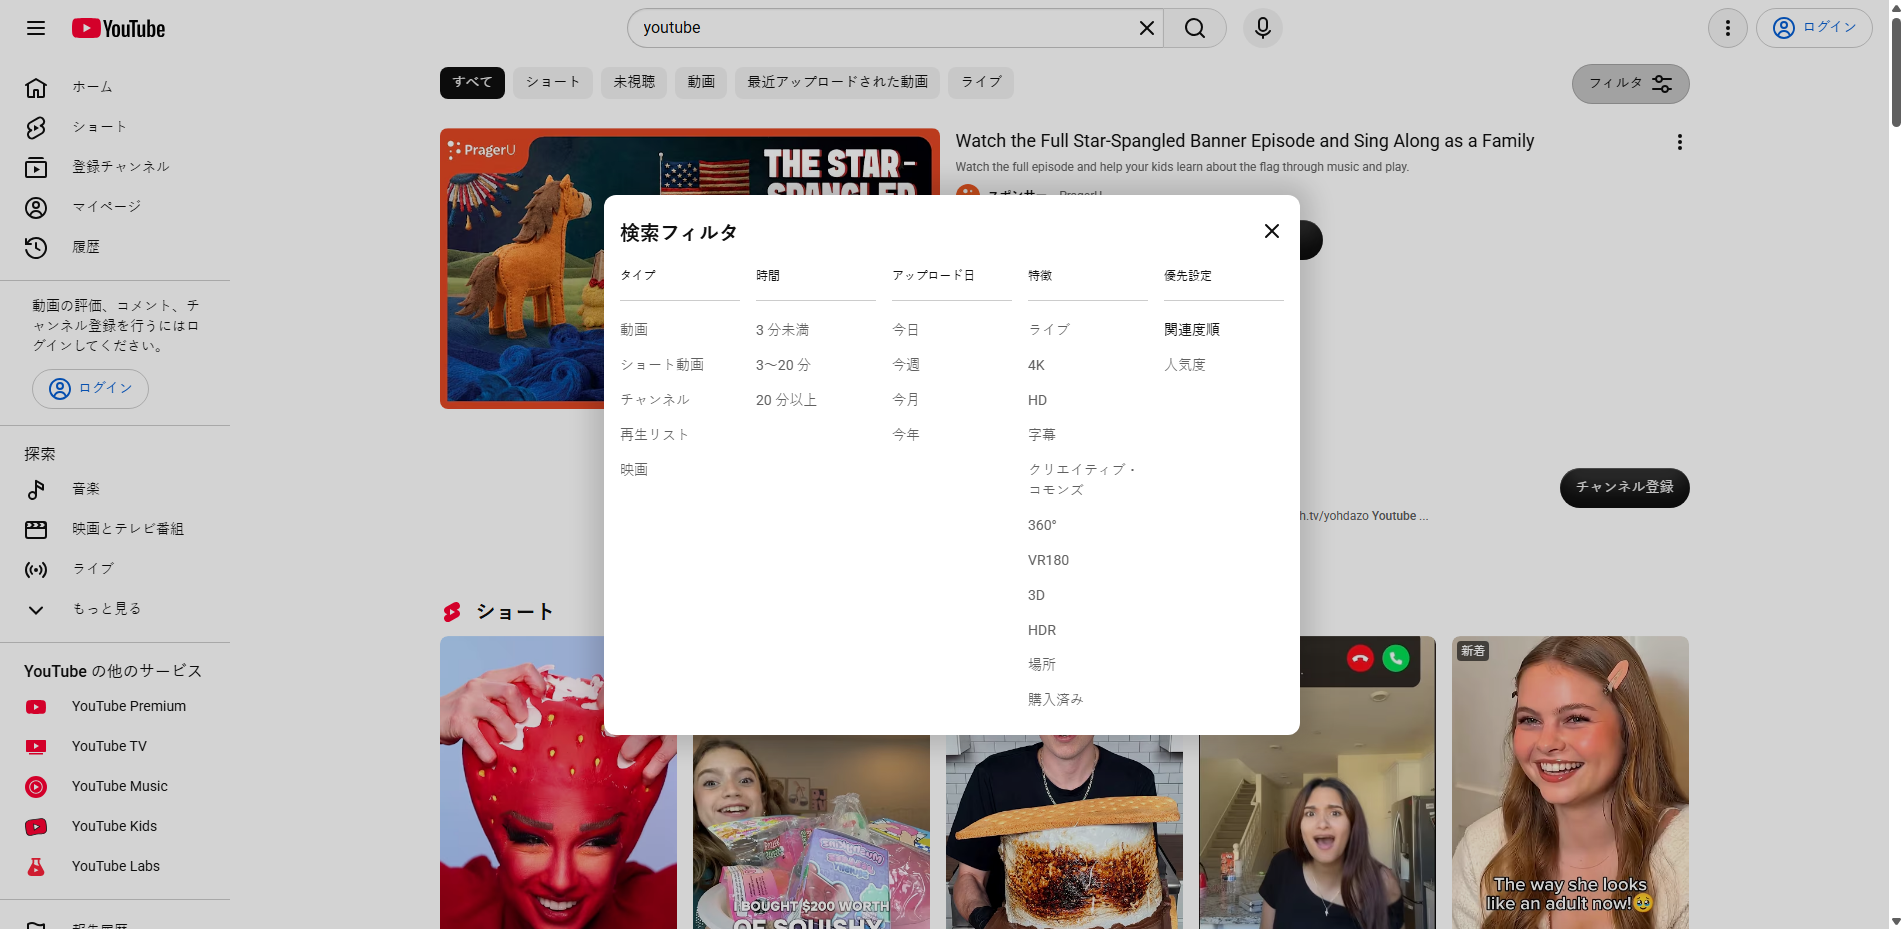 YouTube
youtube
ログイン
ホーム
ショート
登録チャンネル
マイページ
履歴
動画の評価、コメント、チ
ャンネル登録を行うにはロ
グインしてください。
ログイン
探索
音楽
映画とテレビ番組
ライブ
もっと見る
YouTube の他のサービス
YouTube Premium
YouTube TV
YouTube Music
YouTube Kids
YouTube Labs
すべて
ショート
未視聴
動画
最近アップロードされた動画
ライブ
フィルタ
PragerU
THE STAR-
SPANGLED
Watch the Full Star-Spangled Banner Episode and Sing Along as a Family
Watch the full episode and help your kids learn about the flag through music and play.
検索フィルタ
タイプ
動画
ショート動画
チャンネル
再生リスト
映画
時間
3 分未満
3～20 分
20 分以上
アップロード日
今日
今週
今月
今年
特徴
ライブ
4K
HD
字幕
クリエイティブ・
コモンズ
360°
VR180
3D
HDR
場所
購入済み
優先設定
関連度順
人気度
チャンネル登録
h.tv/yohdazo Youtube ...
ショート
I BOUGHT $200 WORTH
OF SQUISHY
新着
The way she looks
like an adult now!🥹